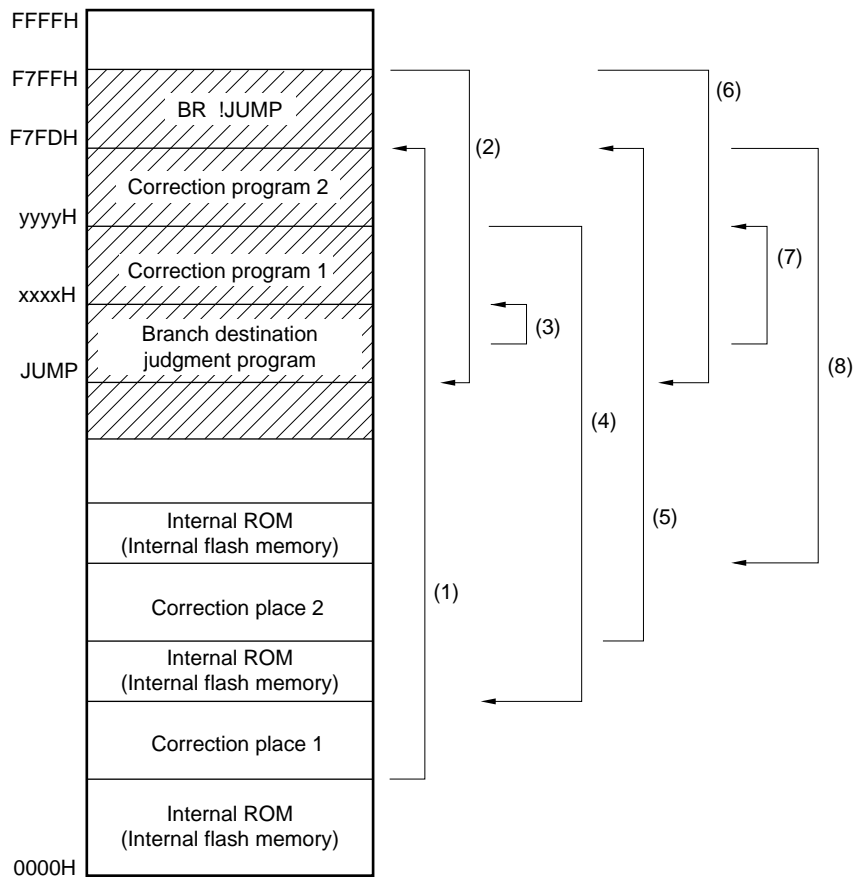 FFFFH
F7FFH
BR !JUMP
(6)
F7FDH
(2)
Correction program 2
yyyyH
(7)
Correction program 1
xxxxH
(3)
Branch destination
judgment program
JUMP
(8)
(4)
Internal ROM
(Internal flash memory)
(5)
(1)
Correction place 2
Internal ROM
(Internal flash memory)
Correction place 1
Internal ROM
(Internal flash memory)
0000H